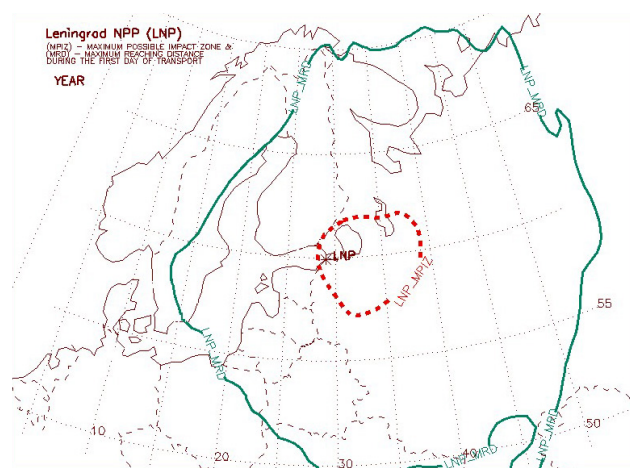 Leningrad NPP (LNP)
(MPIZ) - MAXIMUM POSSIBLE IMPACT ZONE &
(MRD) - MAXIMUM REACHING DISTANCE
DURING THE FIRST DAY OF TRANSPORT
YEAR
LNP_MRD
LNP_MRD
65
LNP
LNP_MPIZ
55
LNP_MRD
50
10
20
30
40
LNP_MRD
LNP_MRD